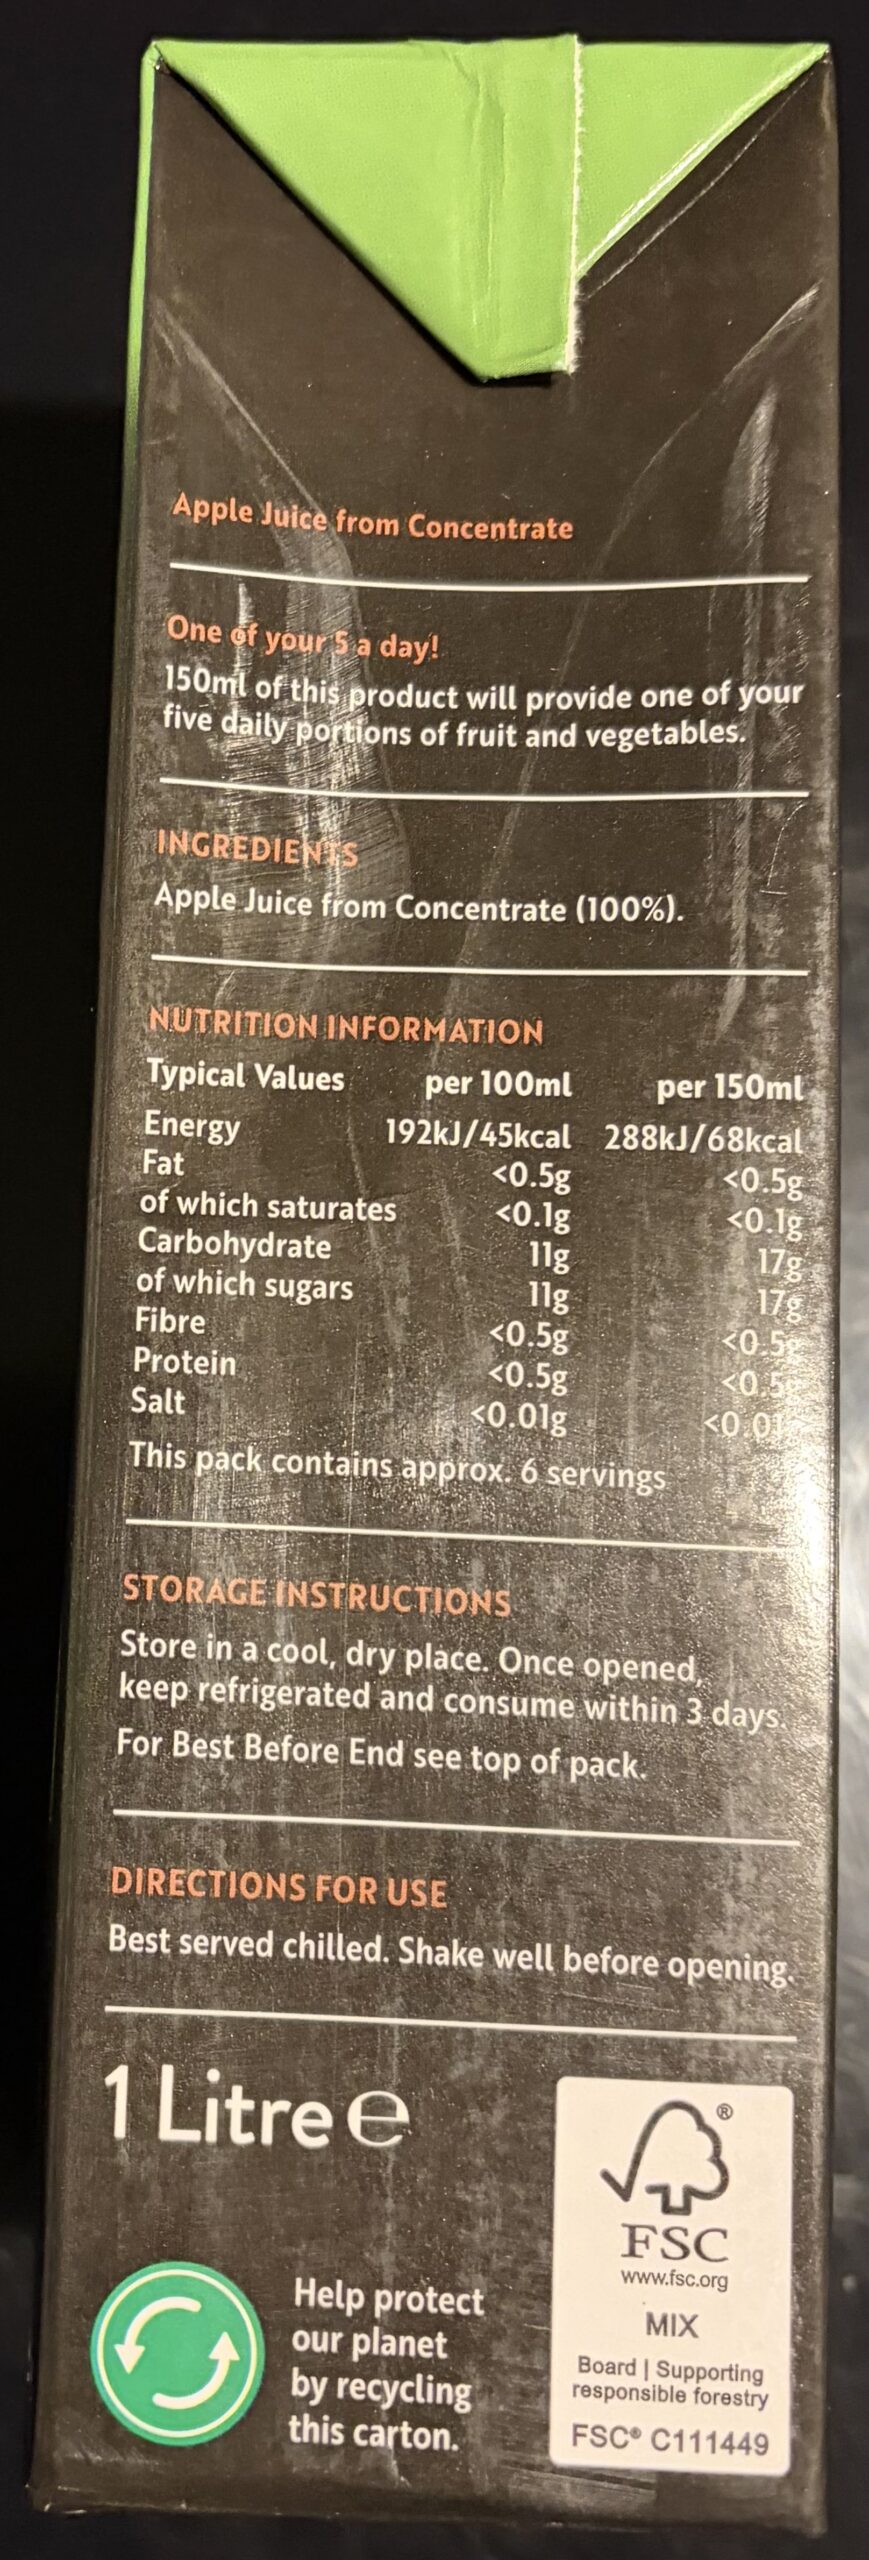 Apple Juice from Concentrate
One of your 5 a day!
150ml of this product will provide one of your
five daily portions of fruit and vegetables.
INGREDIENTS
Apple Juice from Concentrate (100%).
NUTRITION INFORMATION
Typical Values per 100ml per 150ml
Energy 192kJ/45kcal 288kJ/68kcal
Fat <0.5g <0.5g
of which saturates <0.1g <0.1g
Carbohydrate 11g 17g
of which sugars 11g 17g
Fibre <0.5g <0.5g
Protein <0.5g <0.5g
Salt <0.01g <0.01g
This pack contains approx. 6 servings
STORAGE INSTRUCTIONS
Store in a cool, dry place. Once opened,
keep refrigerated and consume within 3 days.
For Best Before End see top of pack.
DIRECTIONS FOR USE
Best served chilled. Shake well before opening.
1 Litre ℮
Help protect
our planet
by recycling
this carton.
®
FSC
www.fsc.org
MIX
Board | Supporting
responsible forestry
FSC® C111449